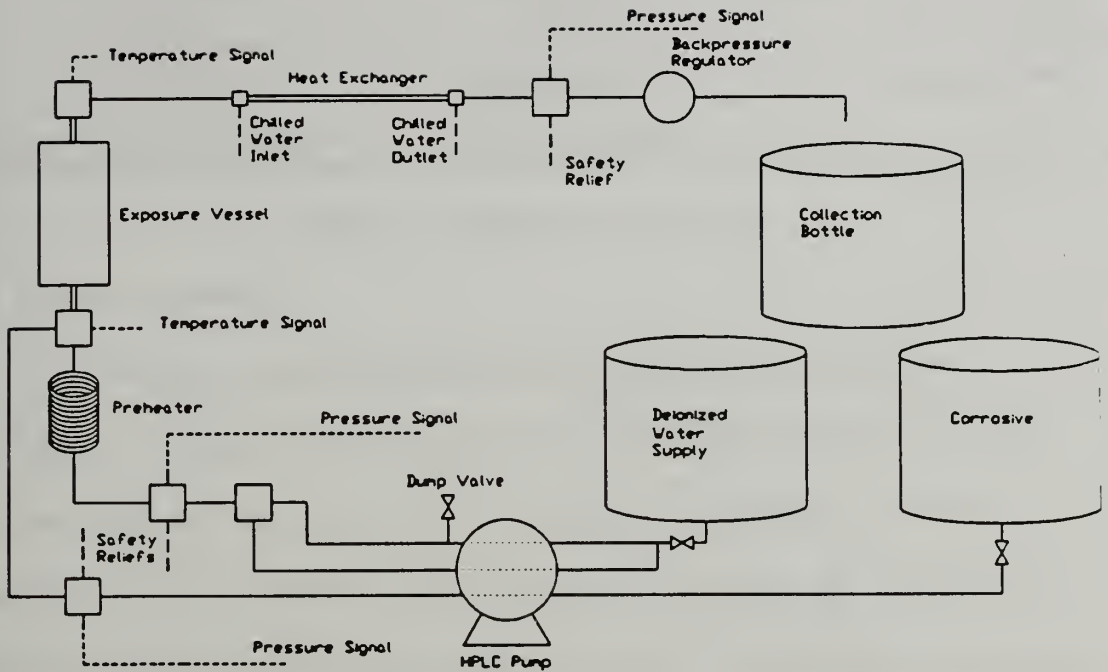 Pressure Signal
Temperature Signal
Backpressure
Regulator
Heat Exchanger
Chilled
Water
Inlet
Chilled
Water
Outlet
Safety
Relief
Exposure Vessel
Collection
Bottle
Temperature Signal
Preheater
Pressure Signal
Deionized
Water
Supply
Corrosive
Dump Valve
Safety
Reliefs
Pressure Signal
HPLC Pump